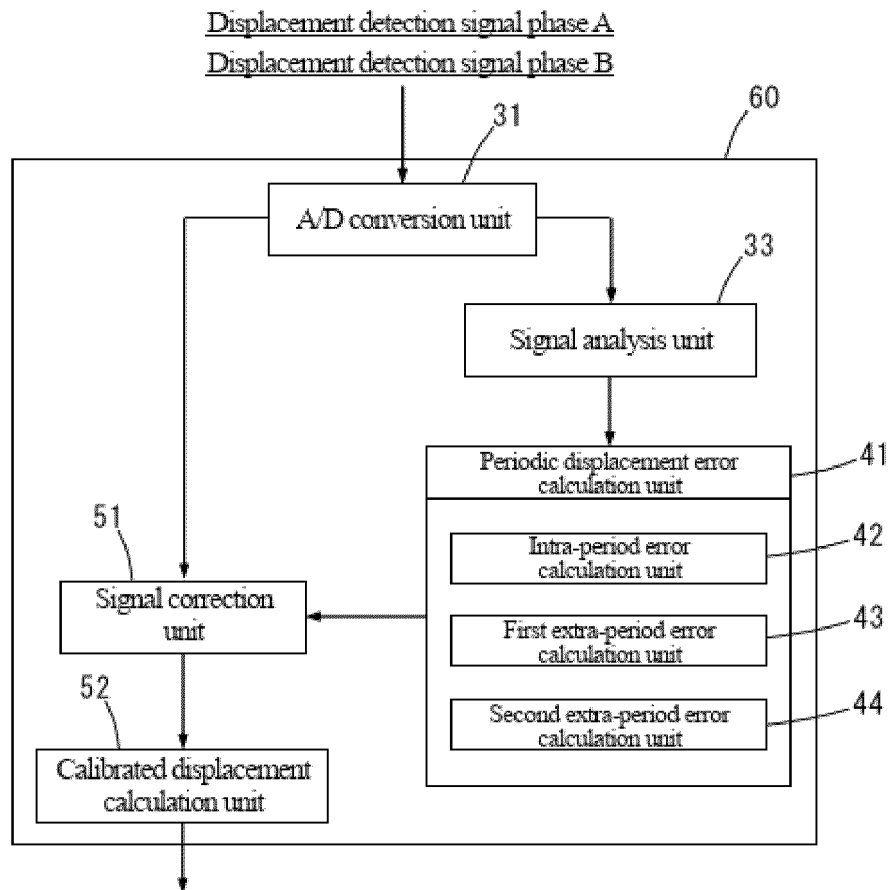 Displacement detection signal phase A
Displacement detection signal phase B
60
31
A/D conversion unit
33
Signal analysis unit
41
Periodic displacement error
calculation unit
42
Intra-period error
calculation unit
51
Signal correction
unit
43
First extra-period error
calculation unit
44
Second extra-period error
calculation unit
52
Calibrated displacement
calculation unit